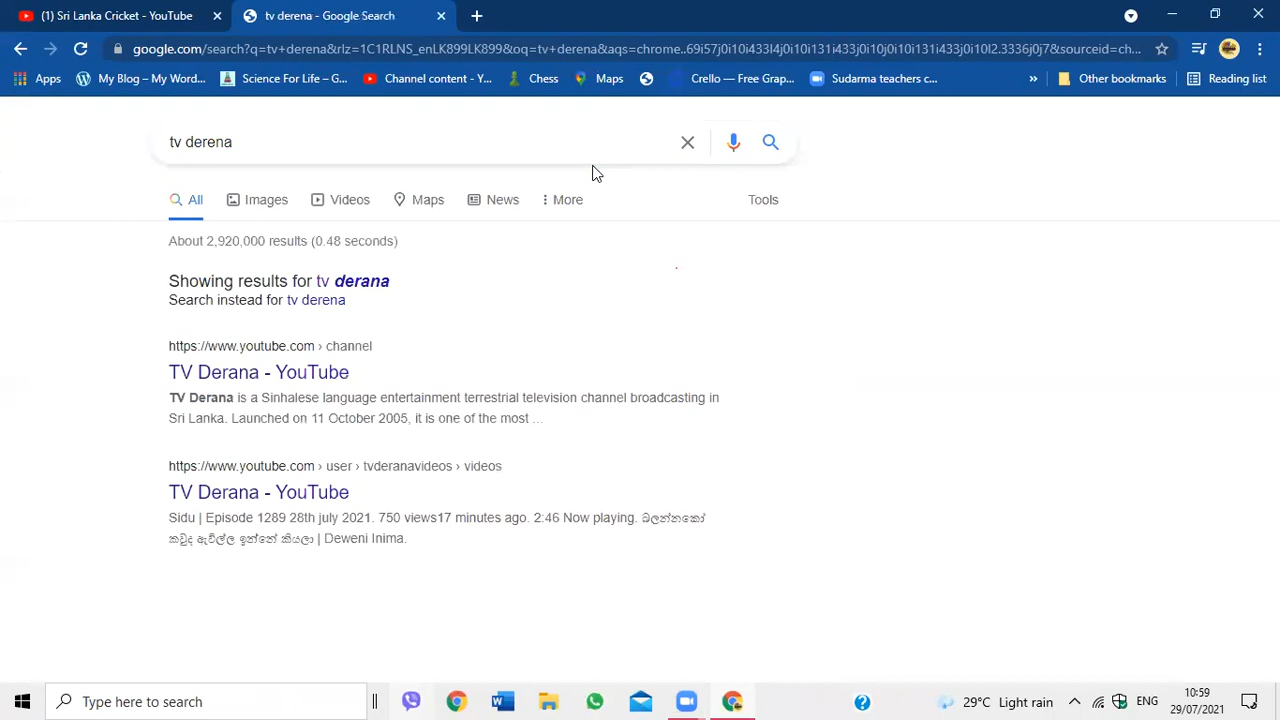 (1) Sri Lanka Cricket - YouTube
tv derena - Google Search
google.com/search?q=tv+derena&rlz=1C1RLNS_enLK899LK899&oq=tv+derena&aqs=chrome..69i57j0i10i433l4j0i10i131i433j0i10j0i10i131i433j0i10l2.3336j0j7&sourceid=ch...
Apps My Blog – My Wor... Science For Life – G... Channel content - Y... Chess Maps Crello — Free Grap... Sudarma teachers c... » Other bookmarks Reading list
tv derena
All Images Videos Maps News More Tools
About 2,920,000 results (0.48 seconds)
Showing results for tv derana
Search instead for tv derena
https://www.youtube.com › channel
TV Derana - YouTube
TV Derana is a Sinhalese language entertainment terrestrial television channel broadcasting in
Sri Lanka. Launched on 11 October 2005, it is one of the most ...
https://www.youtube.com › user › tvderanavideos › videos
TV Derana - YouTube
Sidu | Episode 1289 28th july 2021. 750 views17 minutes ago. 2:46 Now playing. බලන්නකෝ
කවුද ඇවිල්ල ඉන්නේ කියලා | Deweni Inima.
Type here to search
29°C Light rain ENG
10:59
29/07/2021